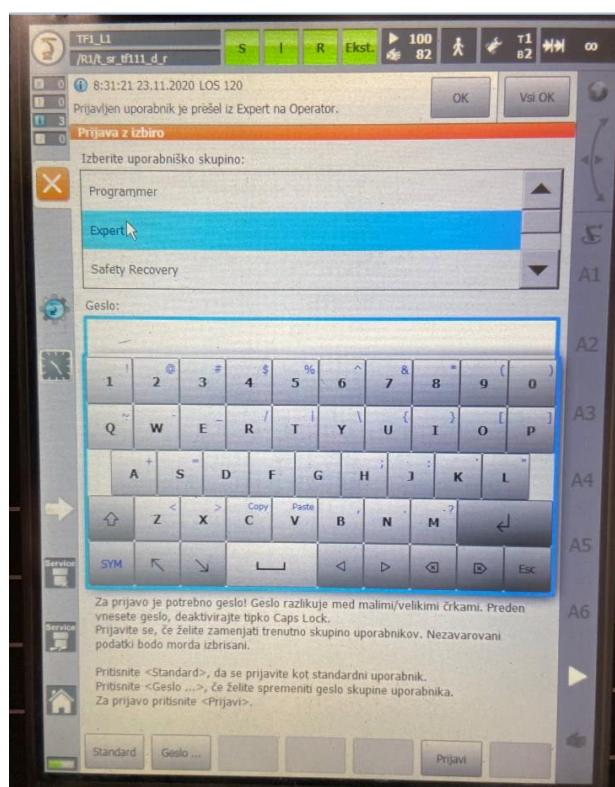 TF1_L1
/R1/t_sr_tf111_d_r
S I R Ekst. 100 82 T1 B2 ∞
0
0
3
0
8:31:21 23.11.2020 LOS 120
Prijavljen uporabnik je prešel iz Expert na Operator.
OK Vsi OK
Prijava z izbiro
Izberite uporabniško skupino:
Programmer
Expert
Safety Recovery
Geslo:
1 ! 2 @ 3 # 4 $ 5 % 6 ^ 7 & 8 * 9 ( 0 )
Q ~ W - E _ R / T | Y \ U { I } O [ P ]
A + S = D F G H ; J : K ' L "
Z < X > C Copy V Paste B , N . M ?
SYM Esc
Za prijavo je potrebno geslo! Geslo razlikuje med malimi/velikimi črkami. Preden
vnesete geslo, deaktivirajte tipko Caps Lock.
Prijavite se, če želite zamenjati trenutno skupino uporabnikov. Nezavarovani
podatki bodo morda izbrisani.
Pritisnite <Standard>, da se prijavite kot standardni uporabnik.
Pritisnite <Geslo ...>, če želite spremeniti geslo skupine uporabnika.
Za prijavo pritisnite <Prijavi>.
Standard Geslo ... Prijavi
Service
Service
A1
A2
A3
A4
A5
A6